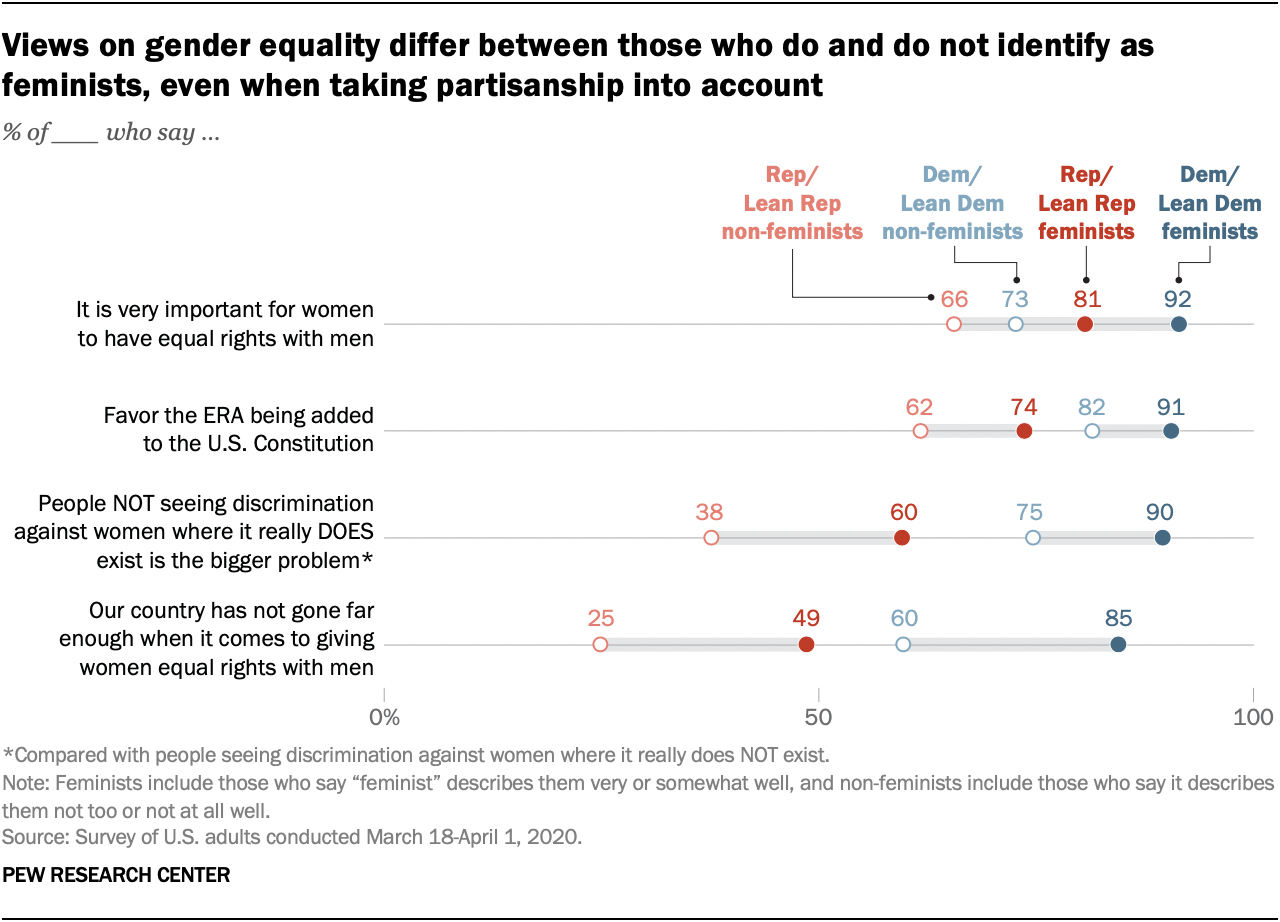 Views on gender equality differ between those who do and do not identify as
feminists, even when taking partisanship into account
% of ____ who say ...
Rep/
Lean Rep
non-feminists
Dem/
Lean Dem
non-feminists
Rep/
Lean Rep
feminists
Dem/
Lean Dem
feminists
It is very important for women
to have equal rights with men
66 73 81 92
Favor the ERA being added
to the U.S. Constitution
62 74 82 91
People NOT seeing discrimination
against women where it really DOES
exist is the bigger problem*
38 60 75 90
Our country has not gone far
enough when it comes to giving
women equal rights with men
25 49 60 85
0% 50 100
*Compared with people seeing discrimination against women where it really does NOT exist.
Note: Feminists include those who say “feminist” describes them very or somewhat well, and non-feminists include those who say it describes
them not too or not at all well.
Source: Survey of U.S. adults conducted March 18-April 1, 2020.
PEW RESEARCH CENTER